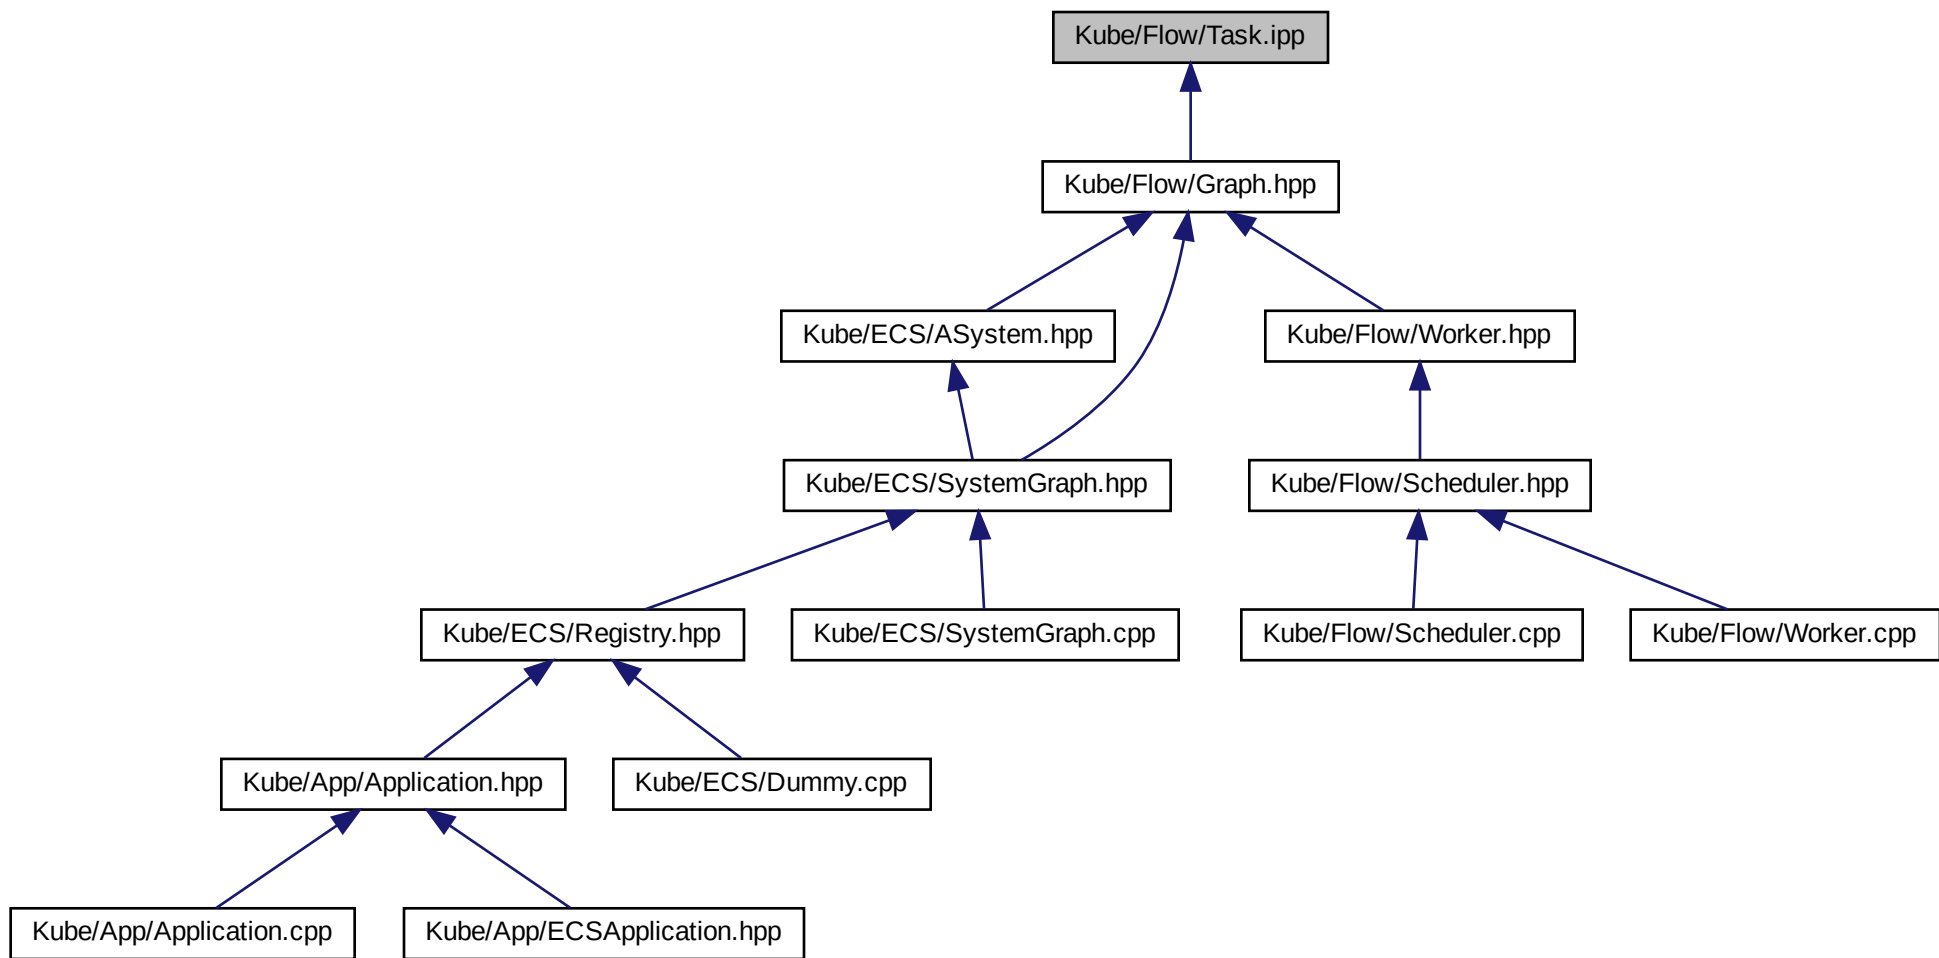 Kube/Flow/Task.ipp
Kube/Flow/Graph.hpp
Kube/ECS/ASystem.hpp
Kube/Flow/Worker.hpp
Kube/ECS/SystemGraph.hpp
Kube/Flow/Scheduler.hpp
Kube/ECS/Registry.hpp
Kube/ECS/SystemGraph.cpp
Kube/Flow/Scheduler.cpp
Kube/Flow/Worker.cpp
Kube/App/Application.hpp
Kube/ECS/Dummy.cpp
Kube/App/Application.cpp
Kube/App/ECSApplication.hpp